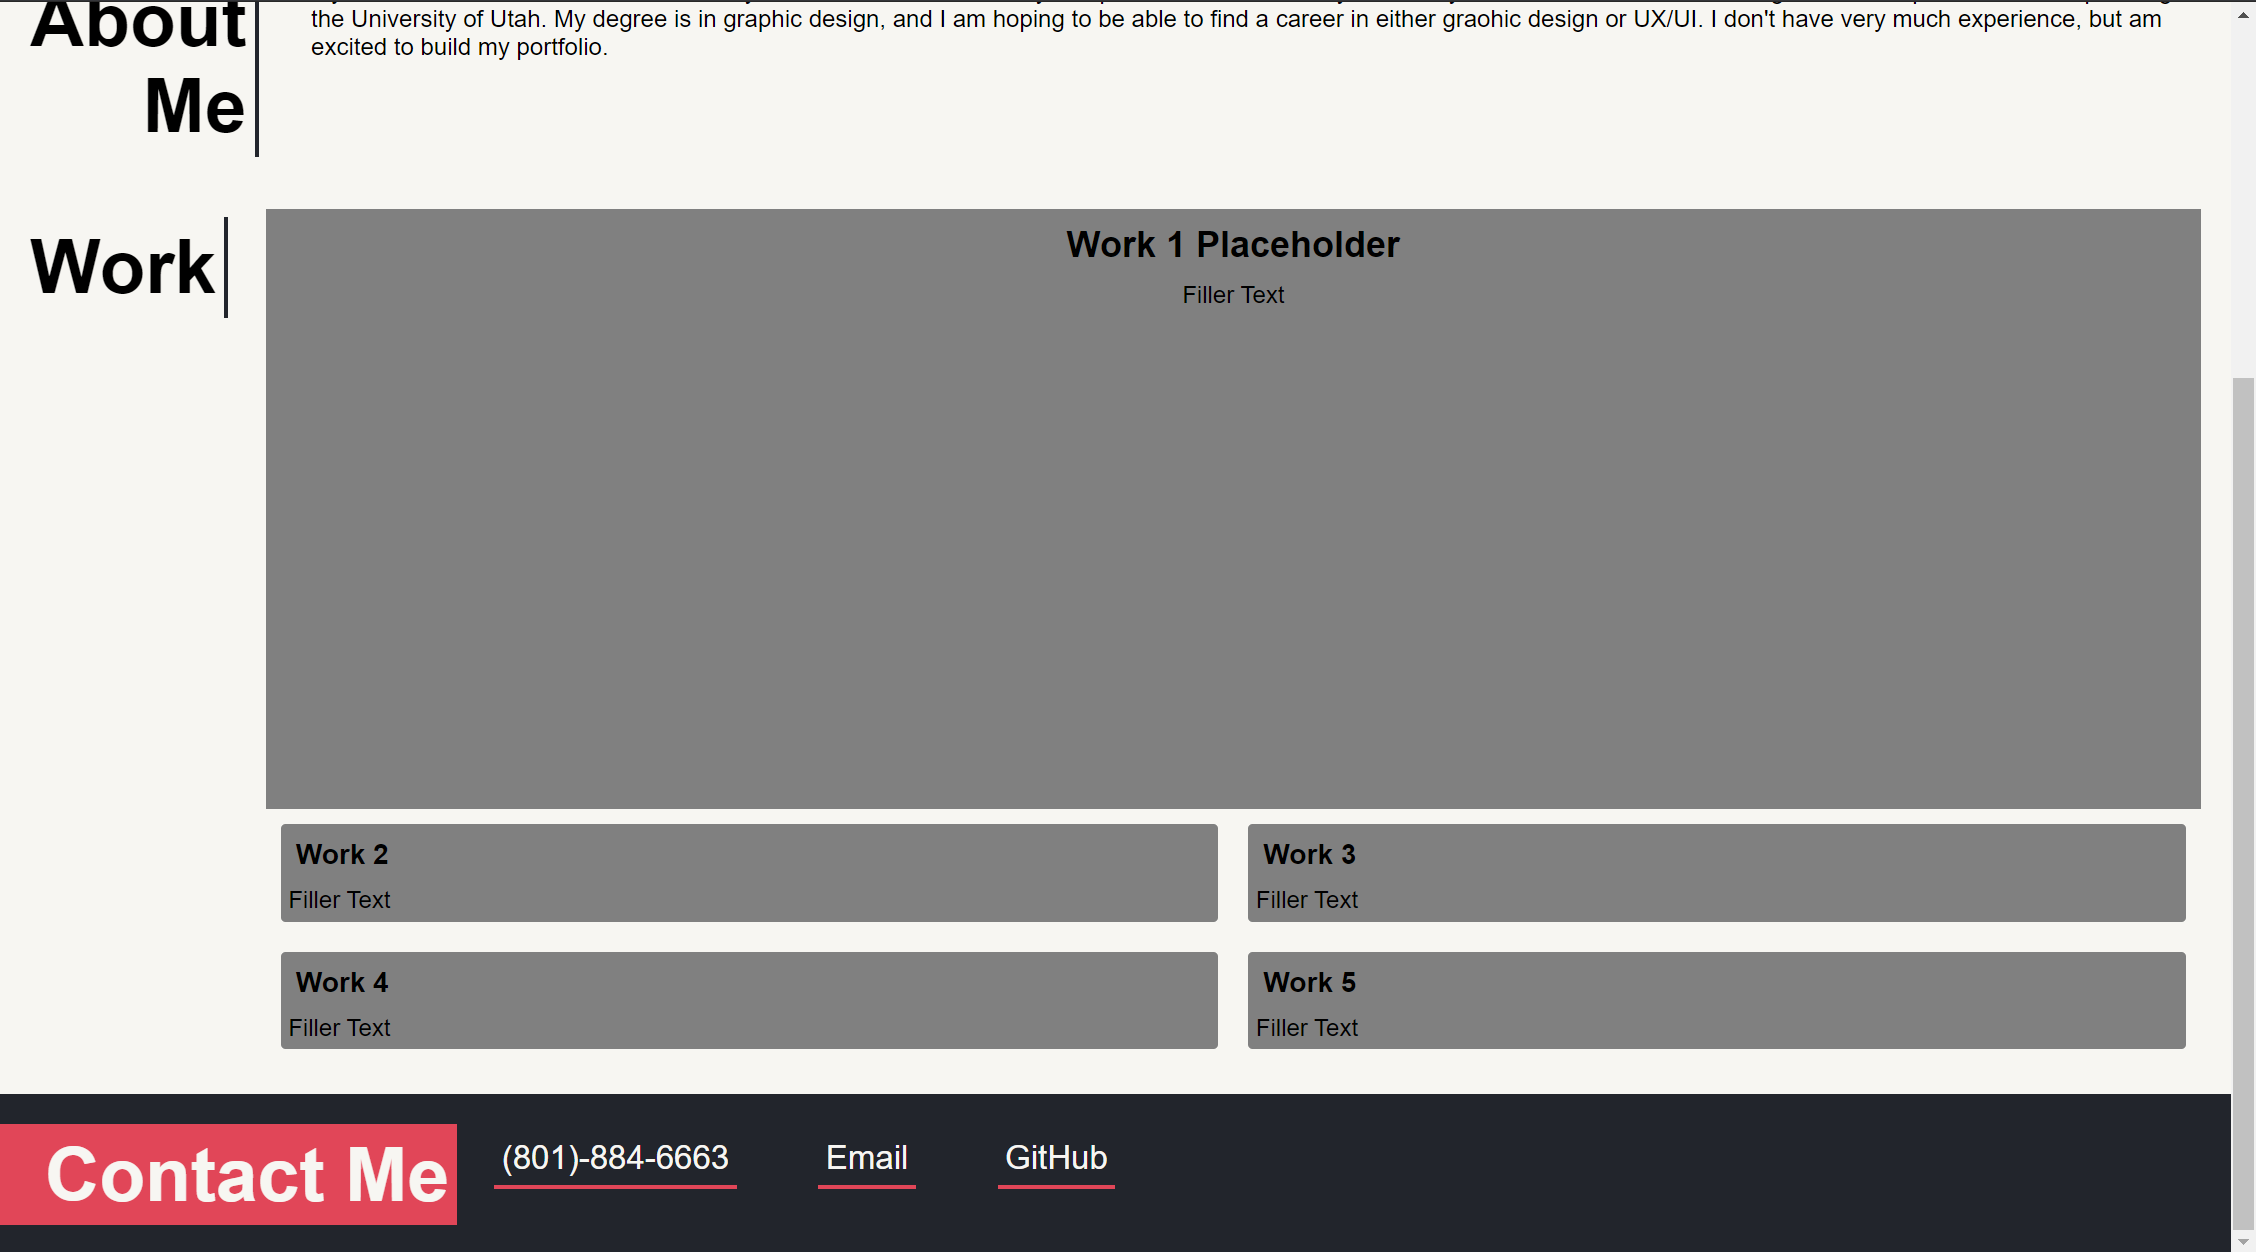 About
Me
the University of Utah. My degree is in graphic design, and I am hoping to be able to find a career in either graohic design or UX/UI. I don't have very much experience, but am
excited to build my portfolio.
Work
Work 1 Placeholder
Filler Text
Work 2
Filler Text
Work 3
Filler Text
Work 4
Filler Text
Work 5
Filler Text
Contact Me
(801)-884-6663
Email
GitHub